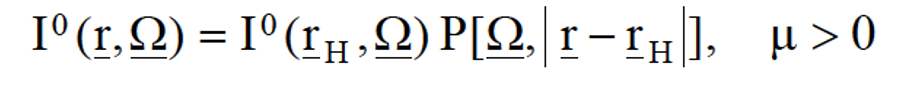 I⁰(r̲,Ω̲) = I⁰(r̲_H,Ω̲) P[Ω̲,|r̲ − r̲_H|], μ > 0